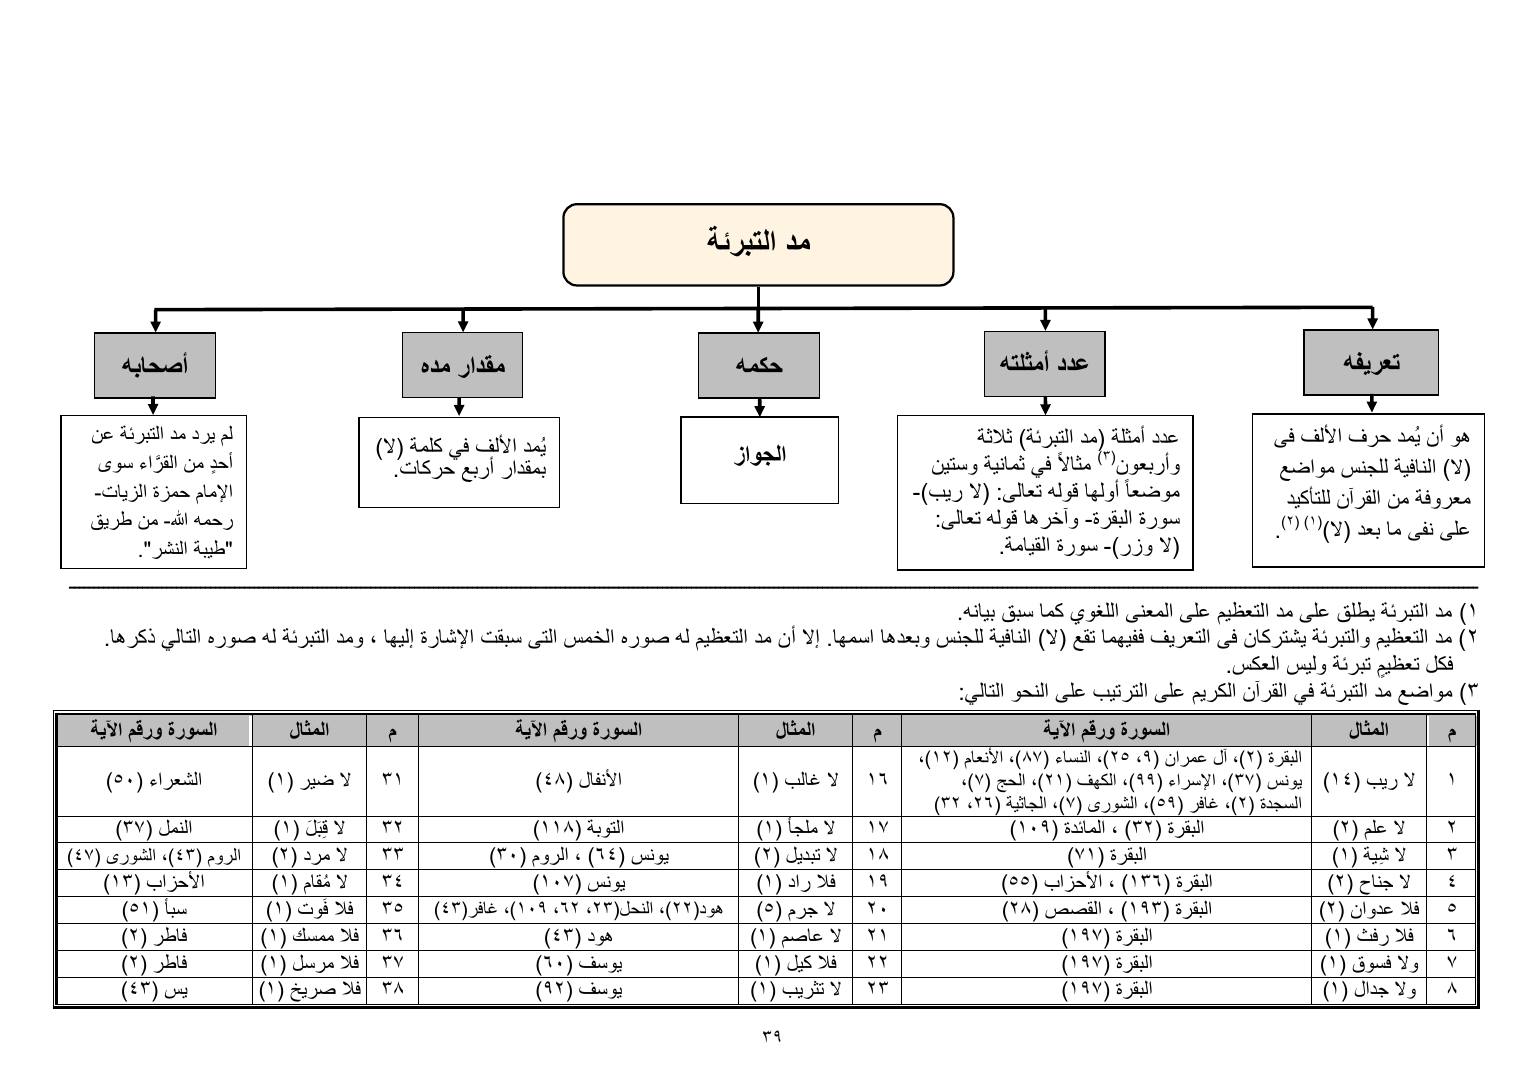 مد التبرئة
تعريفه
هو أن يُمد حرف الألف فى
(لا) النافية للجنس مواضع
معروفة من القرآن للتأكيد
على نفى ما بعد (لا)(١) (٢).
عدد أمثلته
عدد أمثلة (مد التبرئة) ثلاثة
وأربعون(٣) مثالاً في ثمانية وستين
موضعاً أولها قوله تعالى: (لا ريب)-
سورة البقرة- وآخرها قوله تعالى:
(لا وزر)- سورة القيامة.
حكمه
الجواز
مقدار مده
يُمد الألف في كلمة (لا)
بمقدار أربع حركات.
أصحابه
لم يرد مد التبرئة عن
أحدٍ من القرَّاء سوى
الإمام حمزة الزيات-
رحمه الله- من طريق
"طيبة النشر".
١) مد التبرئة يطلق على مد التعظيم على المعنى اللغوي كما سبق بيانه.
٢) مد التعظيم والتبرئة يشتركان فى التعريف ففيهما تقع (لا) النافية للجنس وبعدها اسمها. إلا أن مد التعظيم له صوره الخمس التى سبقت الإشارة إليها ، ومد التبرئة له صوره التالي ذكرها.
فكل تعظيمٍ تبرئة وليس العكس.
٣) مواضع مد التبرئة في القرآن الكريم على الترتيب على النحو التالي:
م المثال السورة ورقم الآية م المثال السورة ورقم الآية م المثال السورة ورقم الآية
١ لا ريب (١٤) البقرة (٢)، آل عمران (٩، ٢٥)، النساء (٨٧)، الأنعام (١٢)،
يونس (٣٧)، الإسراء (٩٩)، الكهف (٢١)، الحج (٧)،
السجدة (٢)، غافر (٥٩)، الشورى (٧)، الجاثية (٢٦، ٣٢)
١٦ لا غالب (١) الأنفال (٤٨) ٣١ لا ضير (١) الشعراء (٥٠)
٢ لا علم (٢) البقرة (٣٢) ، المائدة (١٠٩) ١٧ لا ملجأ (١) التوبة (١١٨) ٣٢ لا قِبَلَ (١) النمل (٣٧)
٣ لا شِية (١) البقرة (٧١) ١٨ لا تبديل (٢) يونس (٦٤) ، الروم (٣٠) ٣٣ لا مرد (٢) الروم (٤٣)، الشورى (٤٧)
٤ لا جناح (٢) البقرة (١٣٦) ، الأحزاب (٥٥) ١٩ فلا راد (١) يونس (١٠٧) ٣٤ لا مُقام (١) الأحزاب (١٣)
٥ فلا عدوان (٢) البقرة (١٩٣) ، القصص (٢٨) ٢٠ لا جرم (٥) هود(٢٢)، النحل(٢٣، ٦٢، ١٠٩)، غافر(٤٣) ٣٥ فلا فَوت (١) سبأ (٥١)
٦ فلا رفث (١) البقرة (١٩٧) ٢١ لا عاصم (١) هود (٤٣) ٣٦ فلا ممسك (١) فاطر (٢)
٧ ولا فسوق (١) البقرة (١٩٧) ٢٢ فلا كيل (١) يوسف (٦٠) ٣٧ فلا مرسل (١) فاطر (٢)
٨ ولا جدال (١) البقرة (١٩٧) ٢٣ لا تثريب (١) يوسف (٩٢) ٣٨ فلا صريخ (١) يس (٤٣)
٣٩